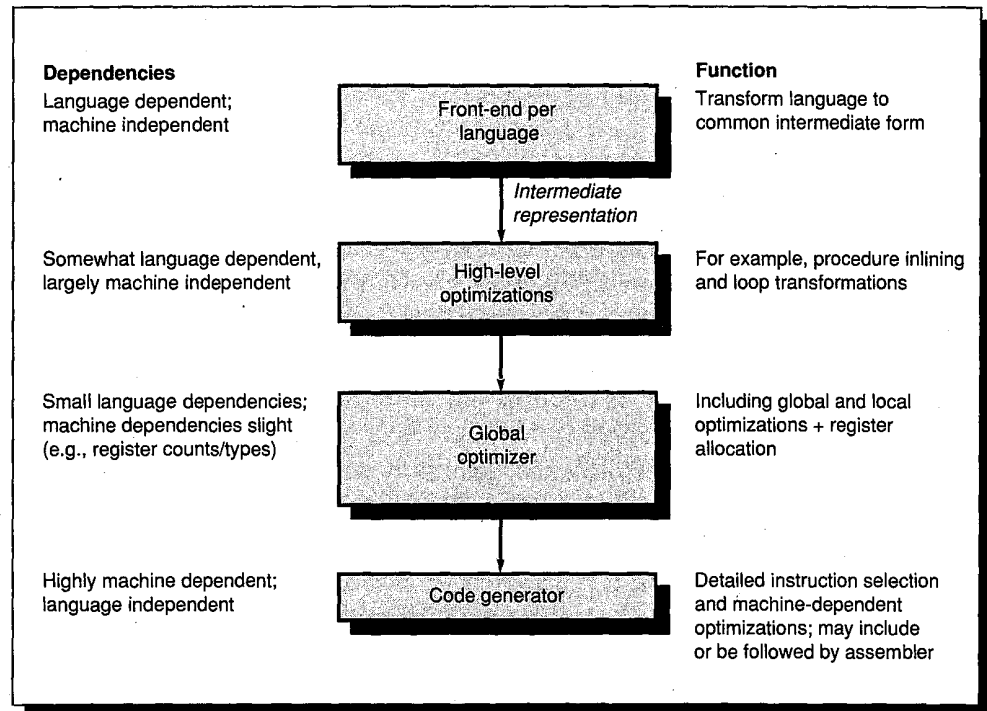 Dependencies
Language dependent;
machine independent
Front-end per
language
Function
Transform language to
common intermediate form
Intermediate
representation
Somewhat language dependent,
largely machine independent
High-level
optimizations
For example, procedure inlining
and loop transformations
Small language dependencies;
machine dependencies slight
(e.g., register counts/types)
Global
optimizer
Including global and local
optimizations + register
allocation
Highly machine dependent;
language independent
Code generator
Detailed instruction selection
and machine-dependent
optimizations; may include
or be followed by assembler